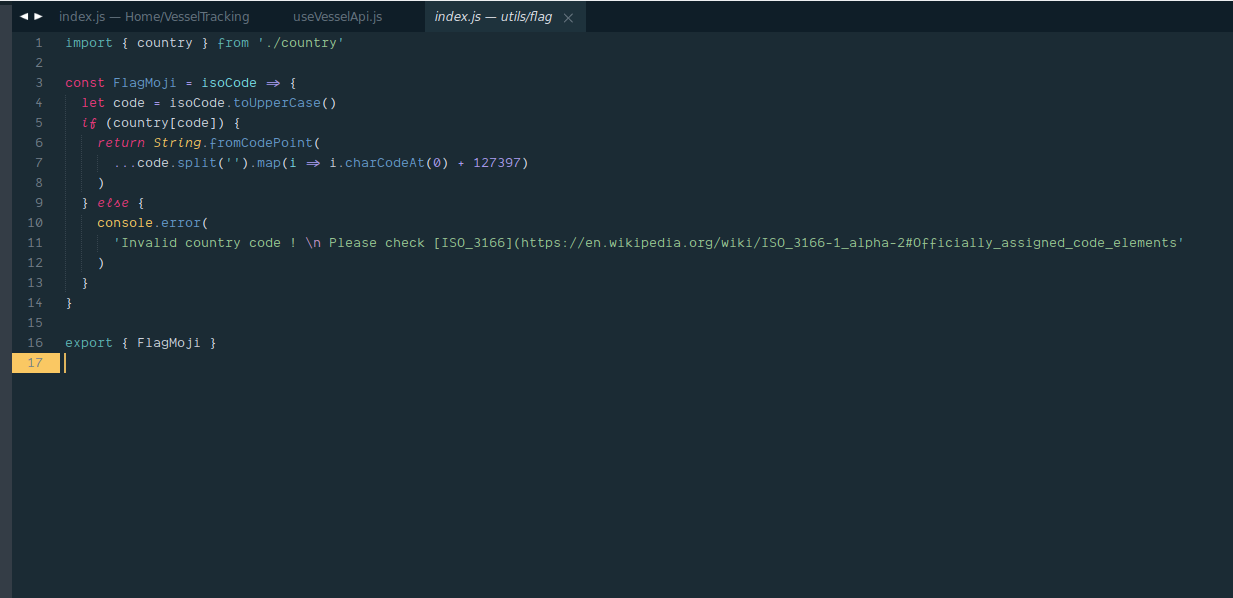 ◀ ▶ index.js — Home/VesselTracking useVesselApi.js index.js — utils/flag ×
1 import { country } from './country'
2
3 const FlagMoji = isoCode => {
4 let code = isoCode.toUpperCase()
5 if (country[code]) {
6 return String.fromCodePoint(
7 ...code.split('').map(i => i.charCodeAt(0) + 127397)
8 )
9 } else {
10 console.error(
11 'Invalid country code ! \n Please check [ISO_3166](https://en.wikipedia.org/wiki/ISO_3166-1_alpha-2#Officially_assigned_code_elements'
12 )
13 }
14 }
15
16 export { FlagMoji }
17